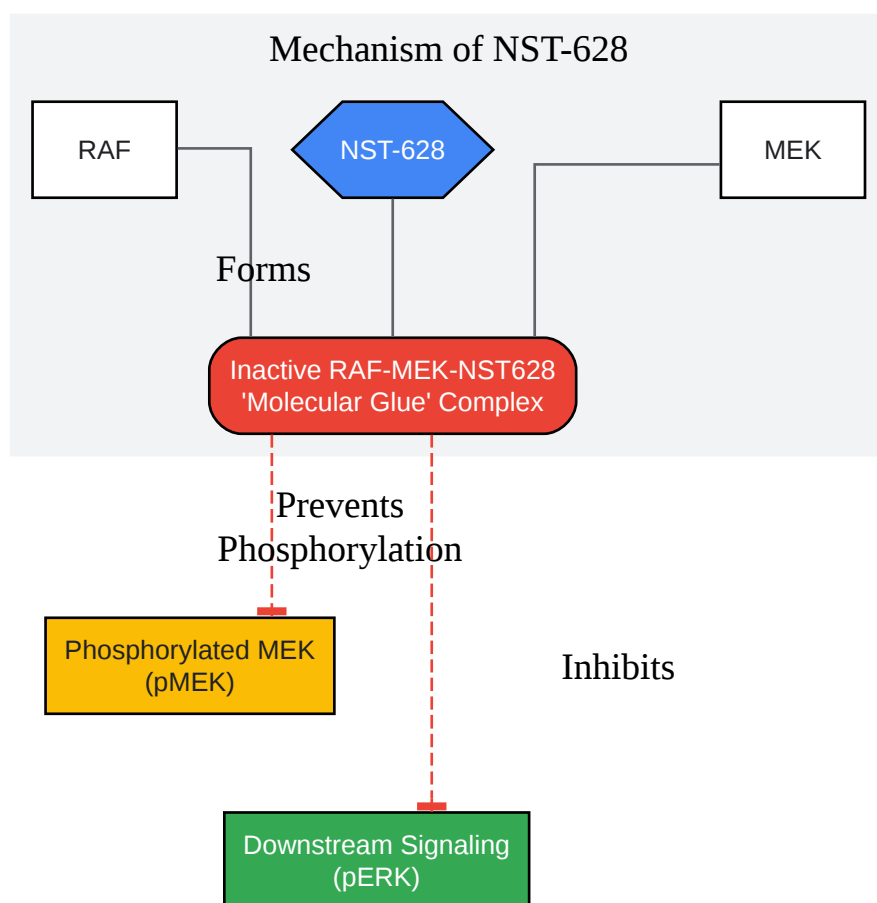 Mechanism of NST-628
RAF
NST-628
MEK
Forms
Inactive RAF-MEK-NST628
'Molecular Glue' Complex
Prevents
Phosphorylation
Phosphorylated MEK
(pMEK)
Inhibits
Downstream Signaling
(pERK)